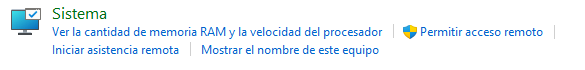 Sistema
Ver la cantidad de memoria RAM y la velocidad del procesador Permitir acceso remoto
Iniciar asistencia remota Mostrar el nombre de este equipo